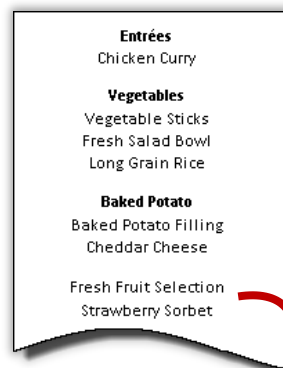 Entrées
Chicken Curry
Vegetables
Vegetable Sticks
Fresh Salad Bowl
Long Grain Rice
Baked Potato
Baked Potato Filling
Cheddar Cheese
Fresh Fruit Selection
Strawberry Sorbet